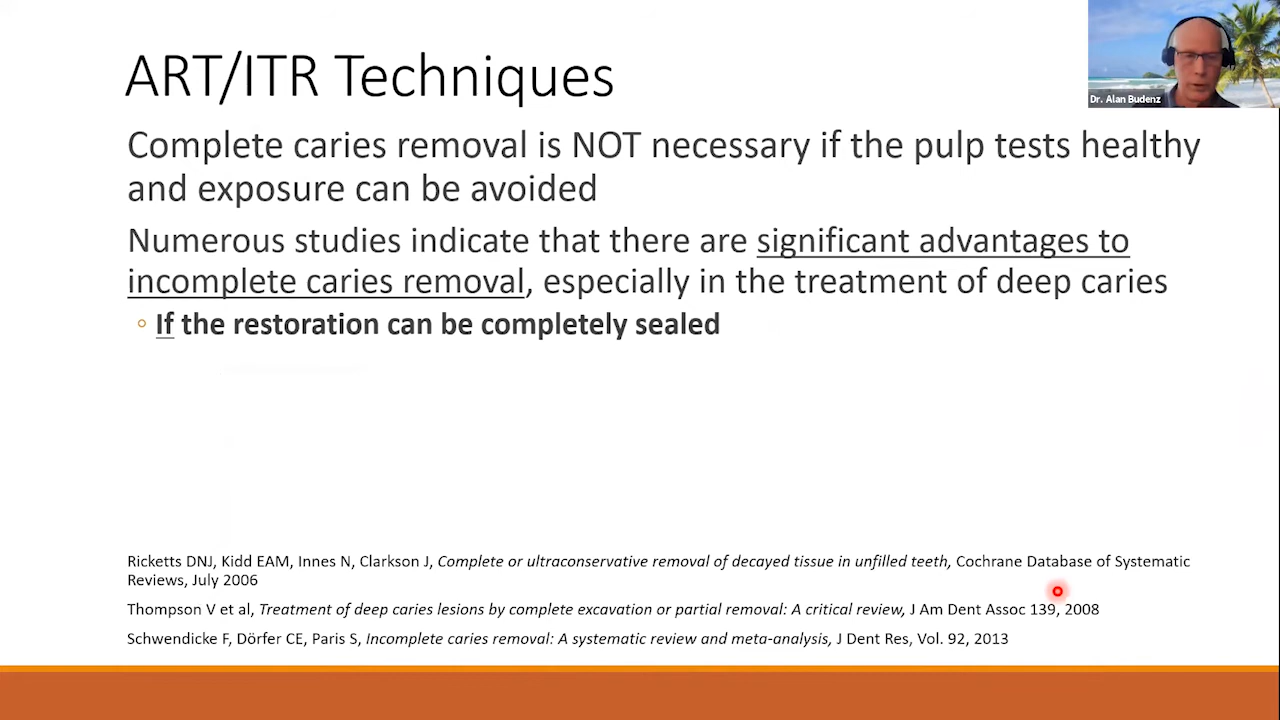 ART/ITR Techniques
Dr. Alan Budenz
Complete caries removal is NOT necessary if the pulp tests healthy
and exposure can be avoided
Numerous studies indicate that there are significant advantages to
incomplete caries removal, especially in the treatment of deep caries
If the restoration can be completely sealed
Ricketts DNJ, Kidd EAM, Innes N, Clarkson J, Complete or ultraconservative removal of decayed tissue in unfilled teeth, Cochrane Database of Systematic
Reviews, July 2006
Thompson V et al, Treatment of deep caries lesions by complete excavation or partial removal: A critical review, J Am Dent Assoc 139, 2008
Schwendicke F, Dörfer CE, Paris S, Incomplete caries removal: A systematic review and meta-analysis, J Dent Res, Vol. 92, 2013